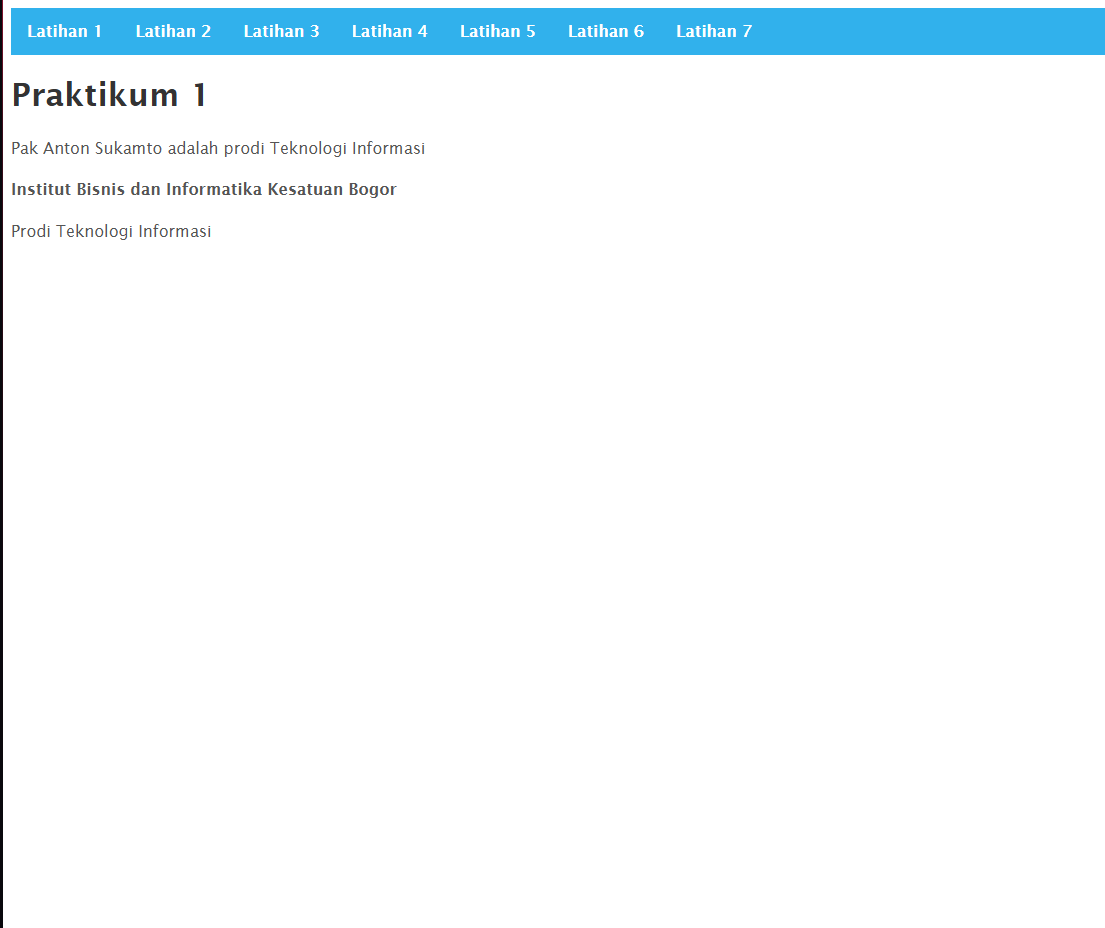 Latihan 1 Latihan 2 Latihan 3 Latihan 4 Latihan 5 Latihan 6 Latihan 7
Praktikum 1
Pak Anton Sukamto adalah prodi Teknologi Informasi
Institut Bisnis dan Informatika Kesatuan Bogor
Prodi Teknologi Informasi